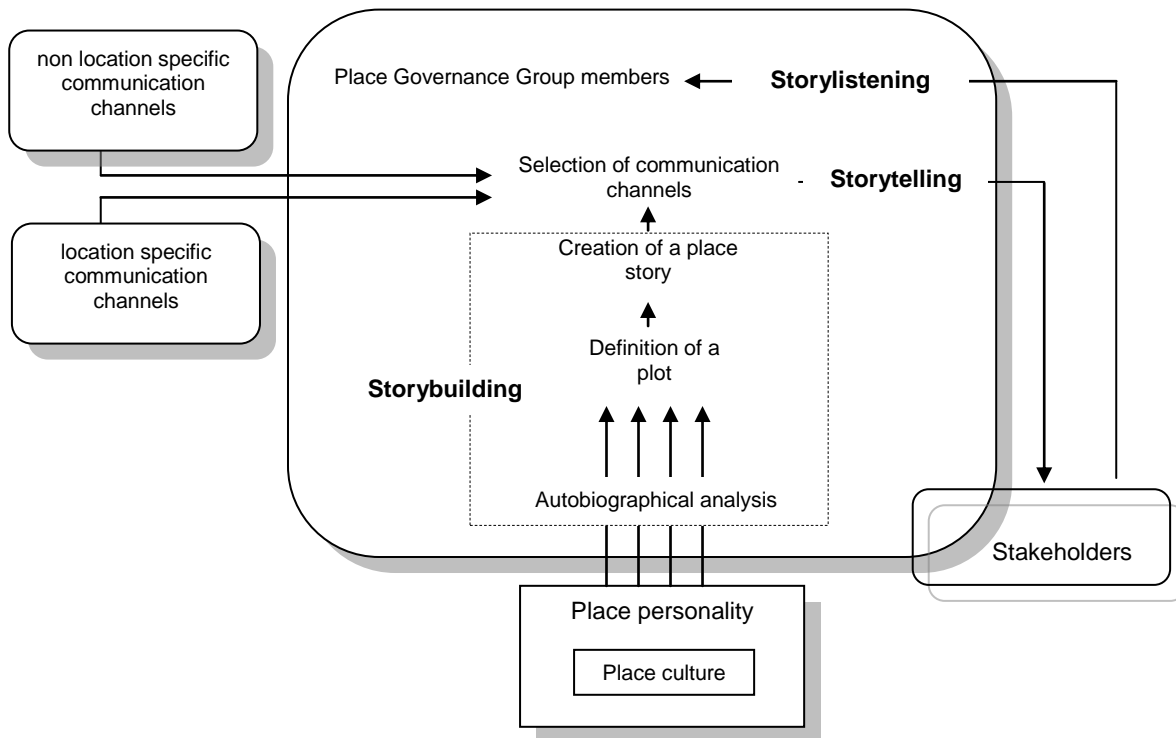 non location specific
communication
channels
Place Governance Group members
Storylistening
Selection of communication
channels
Storytelling
location specific
communication
channels
Creation of a place
story
Definition of a
plot
Storybuilding
Autobiographical analysis
Stakeholders
Place personality
Place culture